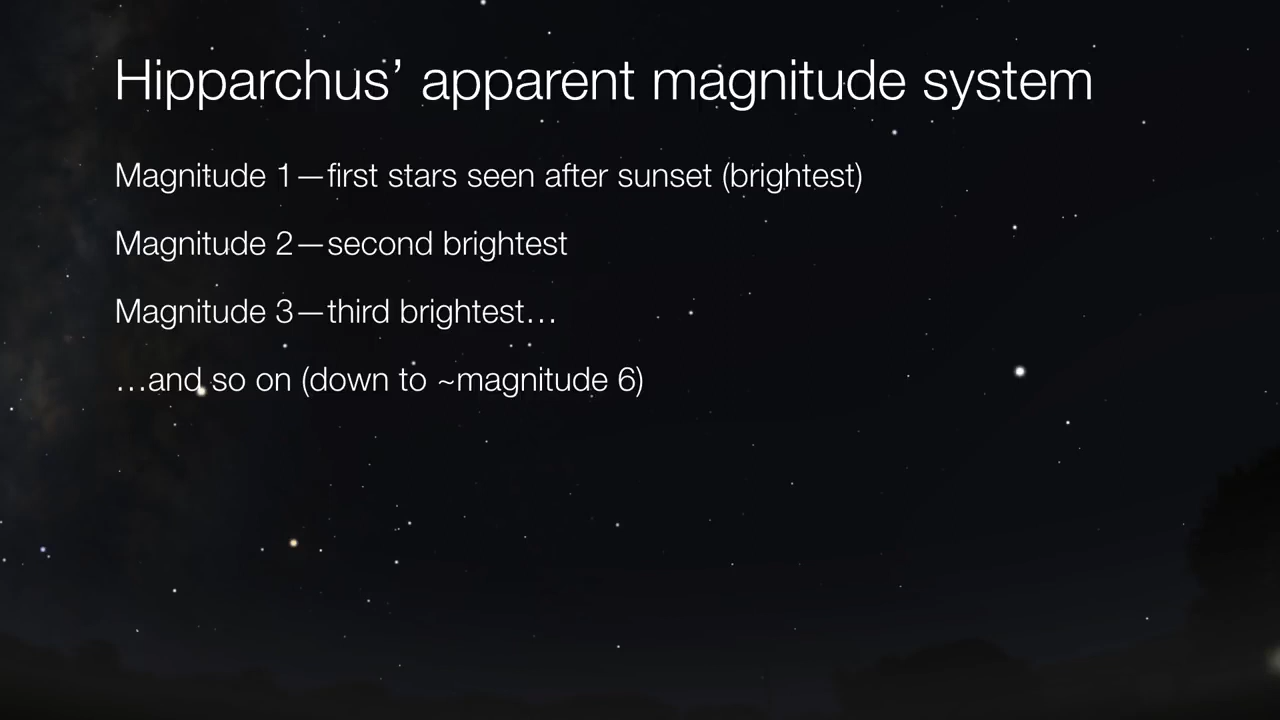 Hipparchus’ apparent magnitude system
Magnitude 1—first stars seen after sunset (brightest)
Magnitude 2—second brightest
Magnitude 3—third brightest…
…and so on (down to ~magnitude 6)